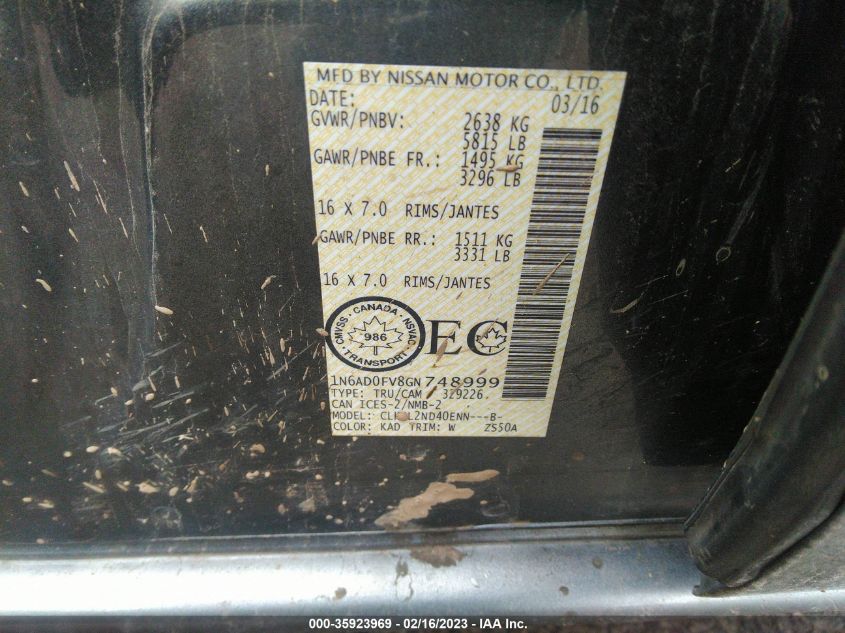 MFD BY NISSAN MOTOR CO., LTD.
DATE: 03/16
GVWR/PNBV: 2638 KG
5815 LB
GAWR/PNBE FR.: 1495 KG
3296 LB
16 X 7.0 RIMS/JANTES
GAWR/PNBE RR.: 1511 KG
3331 LB
16 X 7.0 RIMS/JANTES
CMVSS · CANADA · NSVAC
986
TRANSPORT
EC
1N6AD0FV8GN748999
TYPE: TRU/CAM 329226
CAN ICES-2/NMB-2
MODEL:
COLOR: KAD TRIM: W ZS50A
000-35923969 - 02/16/2023 - IAA Inc.